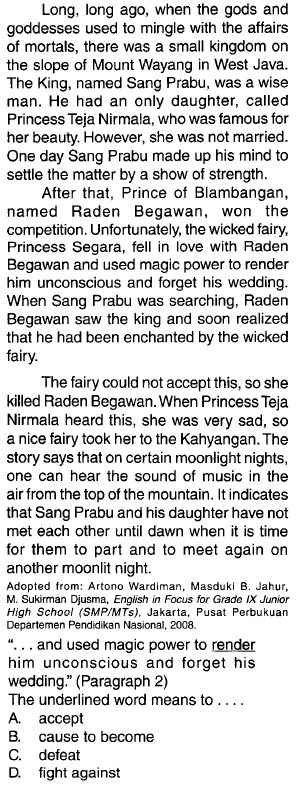 Long, long ago, when the gods and
goddesses used to mingle with the affairs
of mortals, there was a small kingdom on
the slope of Mount Wayang in West Java.
The King, named Sang Prabu, was a wise
man. He had an only daughter, called
Princess Teja Nirmala, who was famous for
her beauty. However, she was not married.
One day Sang Prabu made up his mind to
settle the matter by a show of strength.
After that, Prince of Blambangan,
named Raden Begawan, won the
competition. Unfortunately, the wicked fairy,
Princess Segara, fell in love with Raden
Begawan and used magic power to render
him unconscious and forget his wedding.
When Sang Prabu was searching, Raden
Begawan saw the king and soon realized
that he had been enchanted by the wicked
fairy.
The fairy could not accept this, so she
killed Raden Begawan. When Princess Teja
Nirmala heard this, she was very sad, so
a nice fairy took her to the Kahyangan. The
story says that on certain moonlight nights,
one can hear the sound of music in the
air from the top of the mountain. It indicates
that Sang Prabu and his daughter have not
met each other until dawn when it is time
for them to part and to meet again on
another moonlit night.
Adopted from: Artono Wardiman, Masduki B. Jahur,
M. Sukirman Djusma, English in Focus for Grade IX Junior
High School (SMP/MTs), Jakarta, Pusat Perbukuan
Departemen Pendidikan Nasional, 2008.
". . . and used magic power to render
him unconscious and forget his
wedding." (Paragraph 2)
The underlined word means to . . . .
A. accept
B. cause to become
C. defeat
D. fight against